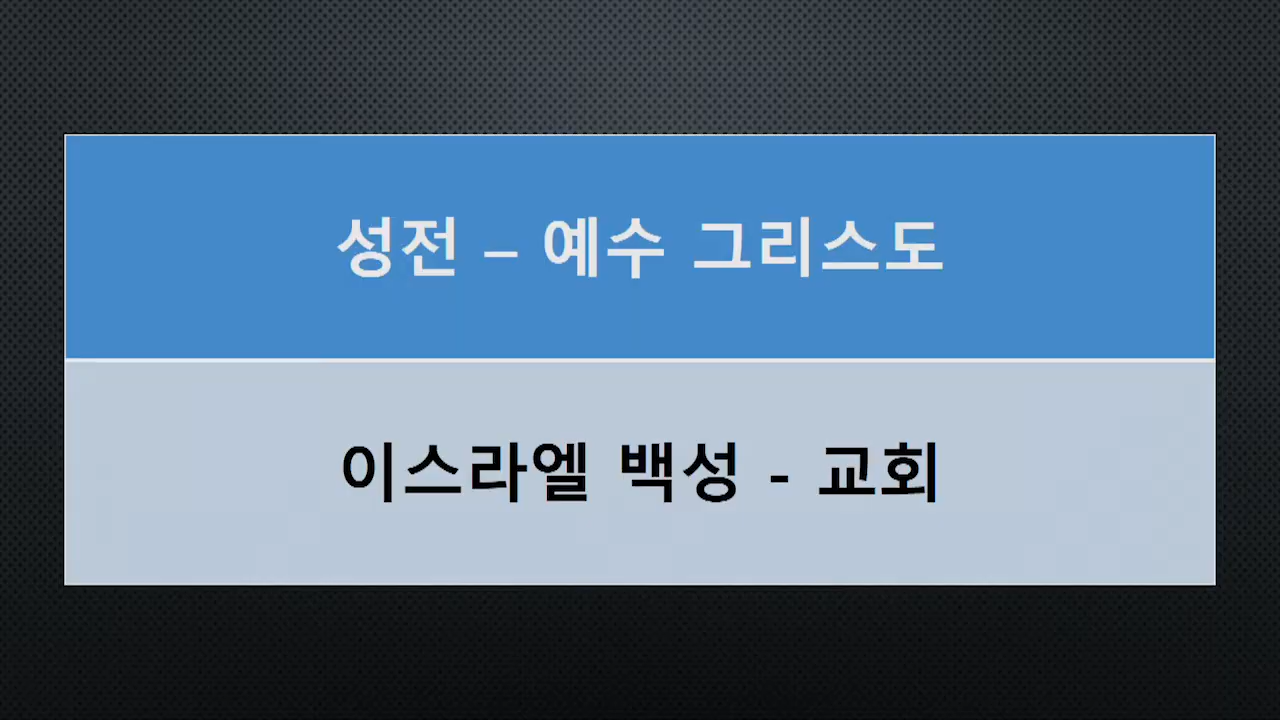 성전 – 예수 그리스도
이스라엘 백성 - 교회